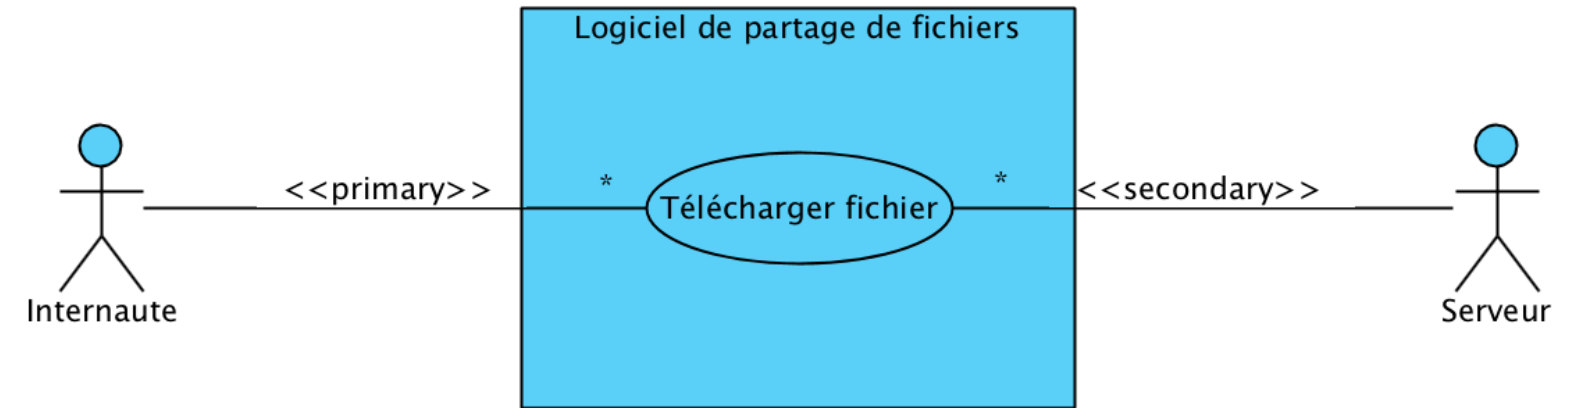 Logiciel de partage de fichiers
<<primary>>
*
Télécharger fichier
*
<<secondary>>
Internaute
Serveur